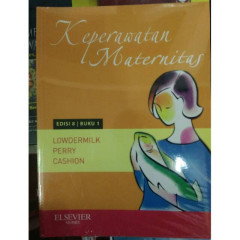 Keperawatan
Maternitas
EDISI 8 | BUKU 1
LOWDERMILK
PERRY
CASHION
ELSEVIER